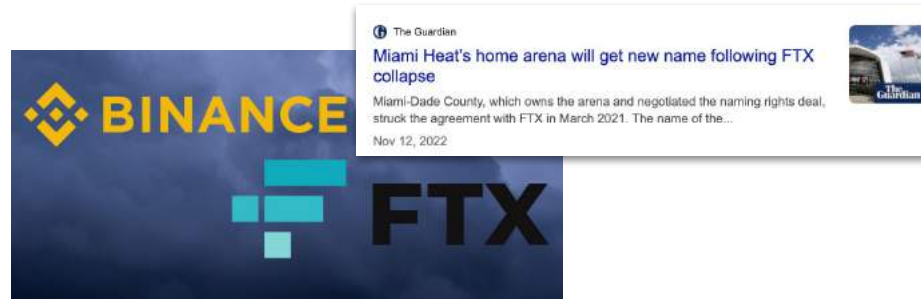 The Guardian
Miami Heat's home arena will get new name following FTX
collapse
Miami-Dade County, which owns the arena and negotiated the naming rights deal,
struck the agreement with FTX in March 2021. The name of the...
Nov 12, 2022
The
Guardian
BINANCE
FTX